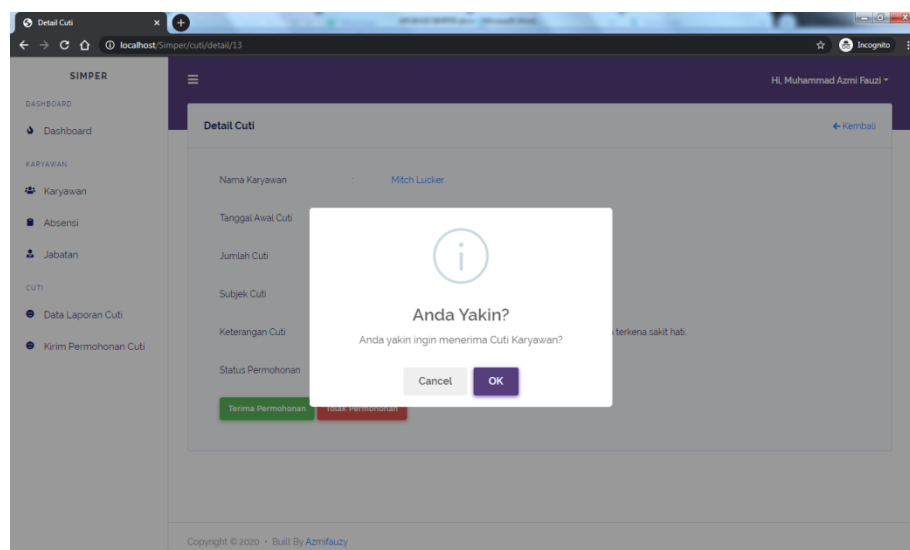 Detail Cuti
localhost/Simper/cuti/detail/13
Incognito
SIMPER
Hi, Muhammad Azmi Fauzi
DASHBOARD
Dashboard
Detail Cuti
Kembali
KARYAWAN
Karyawan
Nama Karyawan : Mitch Lucker
Absensi
Tanggal Awal Cuti
Jabatan
Jumlah Cuti
CUTI
Subjek Cuti
Data Laporan Cuti
Anda Yakin?
Keterangan Cuti
terkena sakit hati.
Kirim Permohonan Cuti
Anda yakin ingin menerima Cuti Karyawan?
Status Permohonan
Cancel
OK
Terima Permohonan
Tolak Permohonan
Copyright © 2020 • Built By Azmifauzy